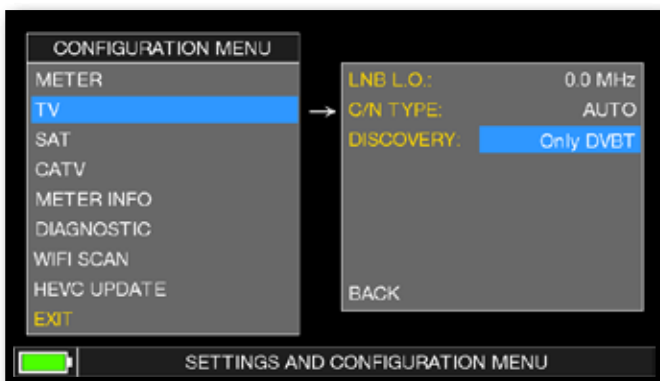 CONFIGURATION MENU
METER
TV
SAT
CATV
METER INFO
DIAGNOSTIC
WIFI SCAN
HEVC UPDATE
EXIT
→ LNB L.O.: 0.0 MHz
C/N TYPE: AUTO
DISCOVERY: Only DVBT
BACK
SETTINGS AND CONFIGURATION MENU